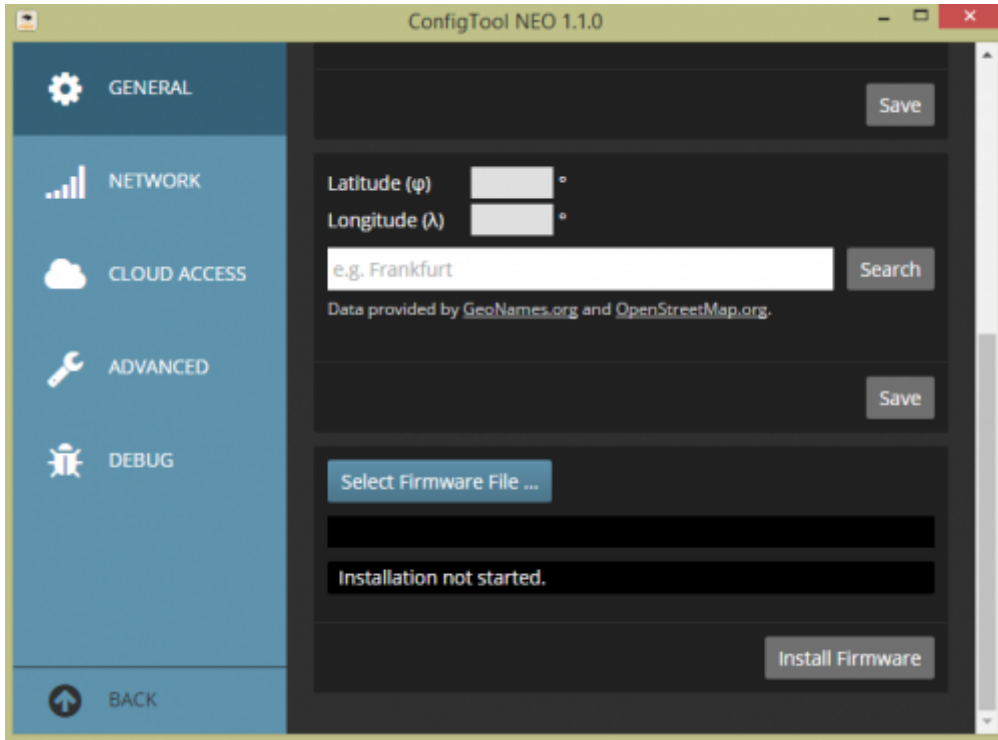 ConfigTool NEO 1.1.0
GENERAL
NETWORK
CLOUD ACCESS
ADVANCED
DEBUG
BACK
Save
Latitude (φ) °
Longitude (λ) °
e.g. Frankfurt Search
Data provided by GeoNames.org and OpenStreetMap.org.
Save
Select Firmware File ...
Installation not started.
Install Firmware